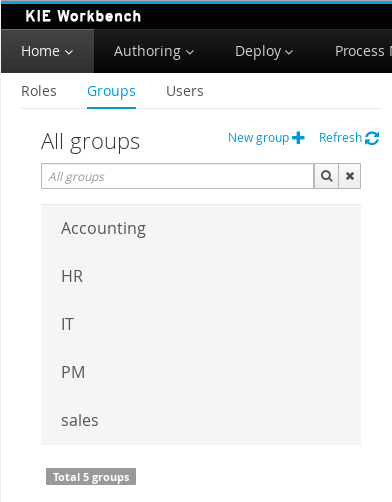 KIE Workbench
Home Authoring Deploy Process
Roles Groups Users
All groups New group Refresh
All groups
Accounting
HR
IT
PM
sales
Total 5 groups